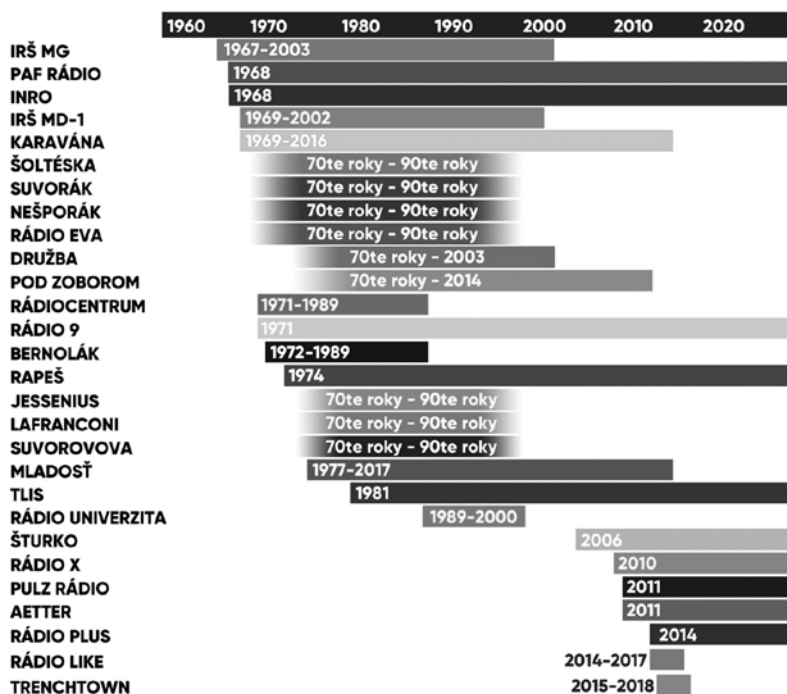 1960 1970 1980 1990 2000 2010 2020
IRŠ MG 1967-2003
PAF RÁDIO 1968
INRO 1968
IRŠ MD-1 1969-2002
KARAVÁNA 1969-2016
ŠOLTÉSKA 70te roky - 90te roky
SUVORÁK 70te roky - 90te roky
NEŠPORÁK 70te roky - 90te roky
RÁDIO EVA 70te roky - 90te roky
DRUŽBA 70te roky - 2003
POD ZOBOROM 70te roky - 2014
RÁDIOCENTRUM 1971-1989
RÁDIO 9 1971
BERNOLÁK 1972-1989
RAPEŠ 1974
JESSENIUS 70te roky - 90te roky
LAFRANCONI 70te roky - 90te roky
SUVOROVOVA 70te roky - 90te roky
MLADOSŤ 1977-2017
TLIS 1981
RÁDIO UNIVERZITA 1989-2000
ŠTURKO 2006
RÁDIO X 2010
PULZ RÁDIO 2011
AETTER 2011
RÁDIO PLUS 2014
RÁDIO LIKE 2014-2017
TRENCHTOWN 2015-2018